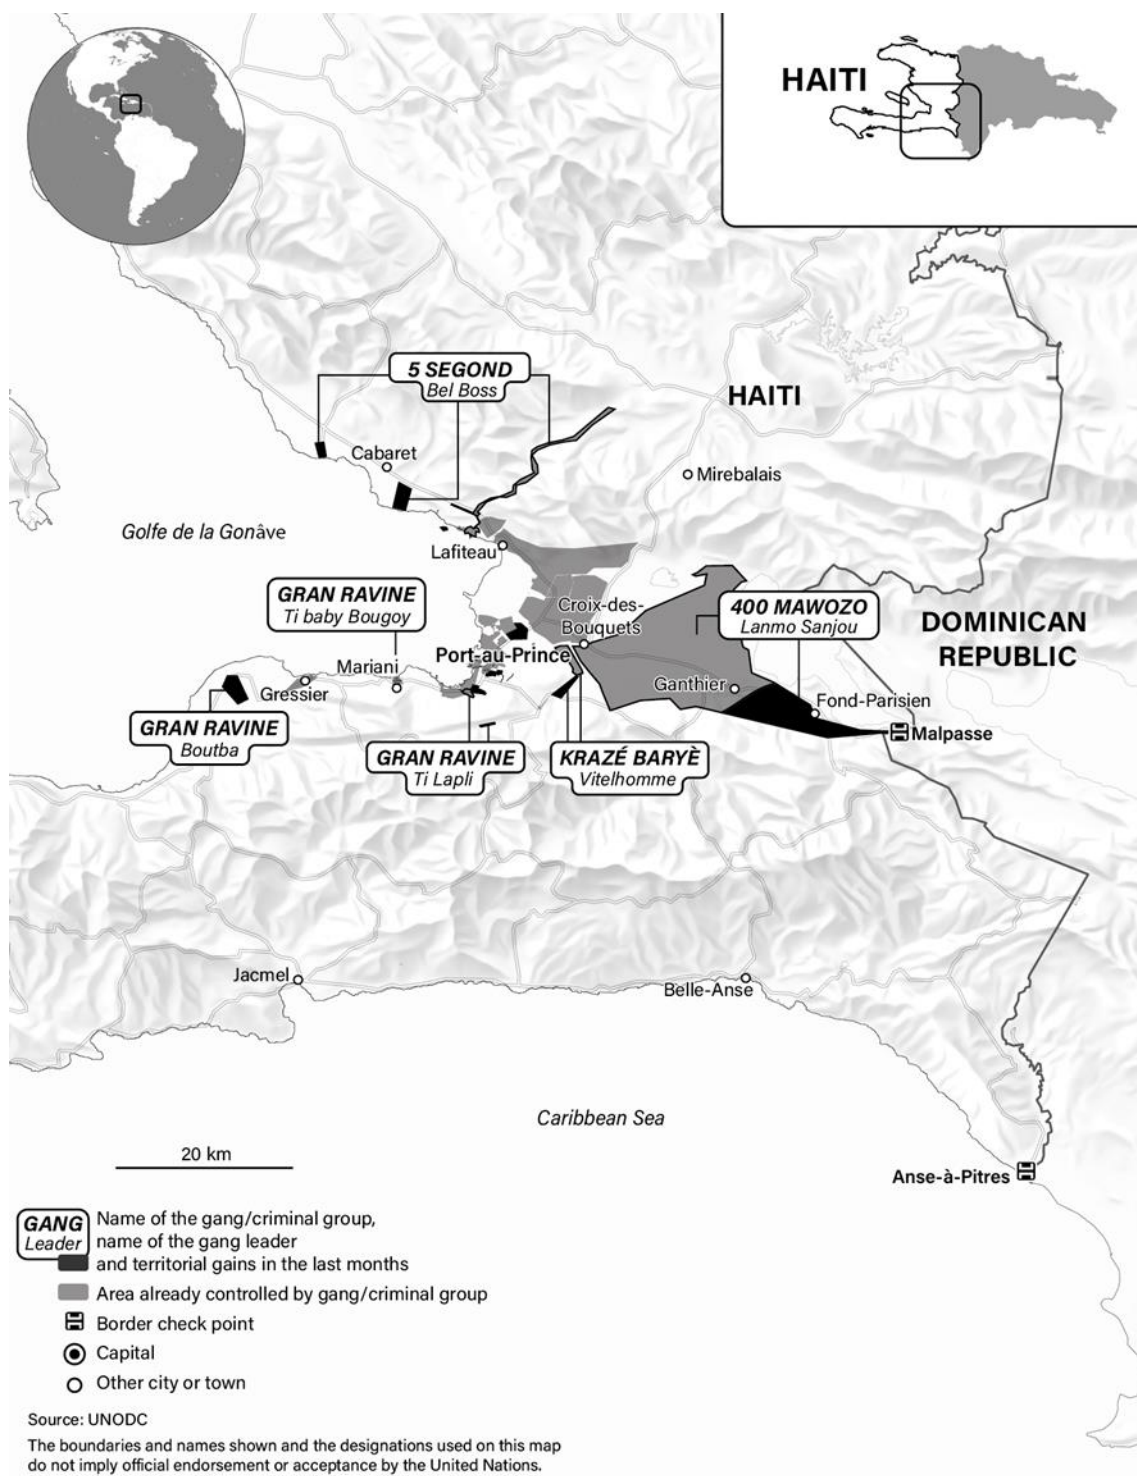 HAITI
5 SEGOND
Bel Boss
HAITI
Cabaret
Mirebalais
Golfe de la Gonâve
Lafiteau
GRAN RAVINE
Ti baby Bougoy
Croix-des-
Bouquets
400 MAWOZO
Lanmo Sanjou
DOMINICAN
REPUBLIC
Port-au-Prince
Mariani
Gressier
Ganthier
Fond-Parisien
Malpasse
GRAN RAVINE
Boutba
GRAN RAVINE
Ti Lapli
KRAZÉ BARYÈ
Vitelhomme
Jacmel
Belle-Anse
Caribbean Sea
20 km
Anse-à-Pitres
GANG
Leader
Name of the gang/criminal group,
name of the gang leader
and territorial gains in the last months
Area already controlled by gang/criminal group
Border check point
Capital
Other city or town
Source: UNODC
The boundaries and names shown and the designations used on this map
do not imply official endorsement or acceptance by the United Nations.